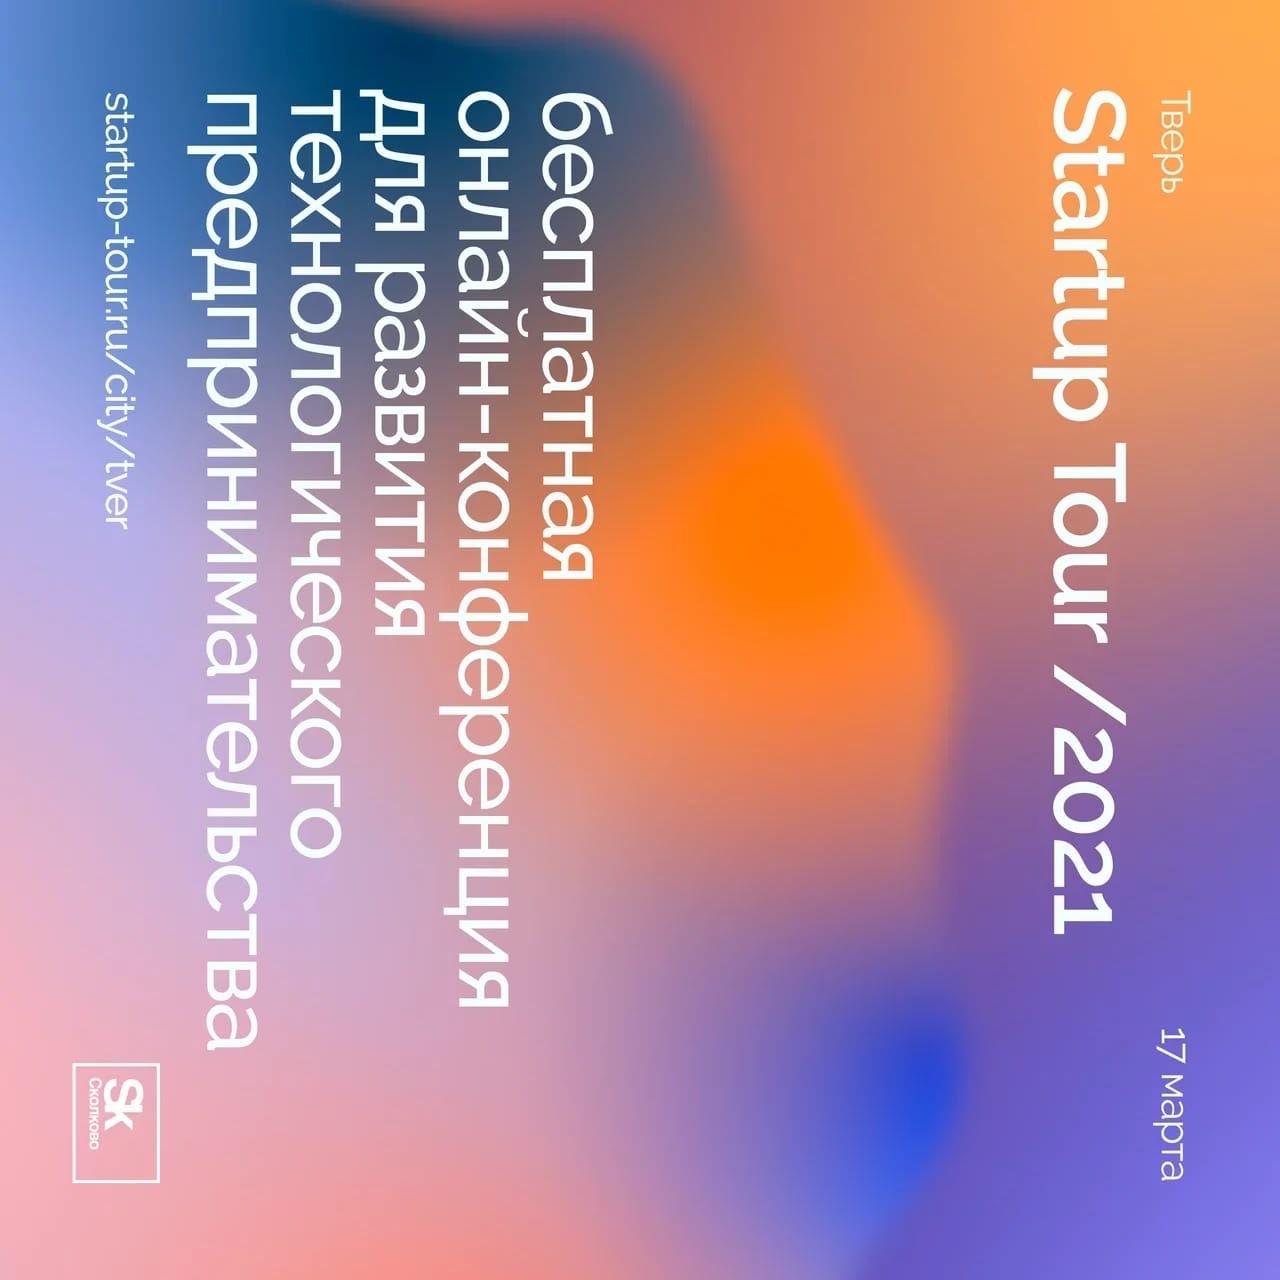 Тверь
17 марта
Startup Tour /2021
бесплатная
онлайн-конференция
для развития
технологического
предпринимательства
startup-tour.ru/city/tver
Sk
Сколково